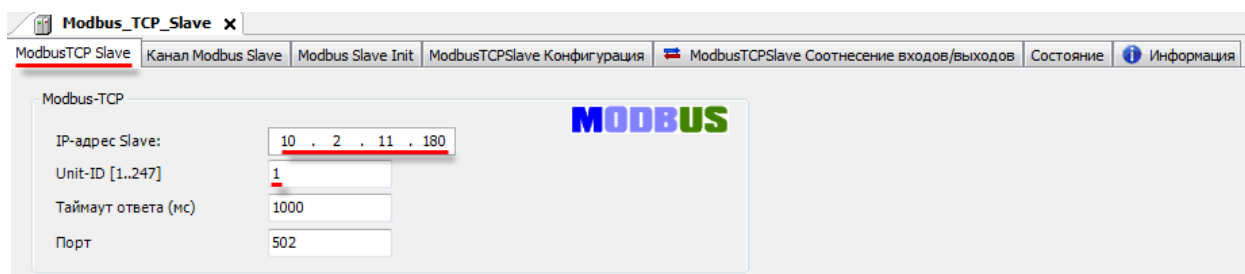 Modbus_TCP_Slave x
ModbusTCP Slave Канал Modbus Slave Modbus Slave Init ModbusTCPSlave Конфигурация ModbusTCPSlave Соотнесение входов/выходов Состояние Информация
Modbus-TCP
MODBUS
IP-адрес Slave: 10 . 2 . 11 . 180
Unit-ID [1..247] 1
Таймаут ответа (мс) 1000
Порт 502